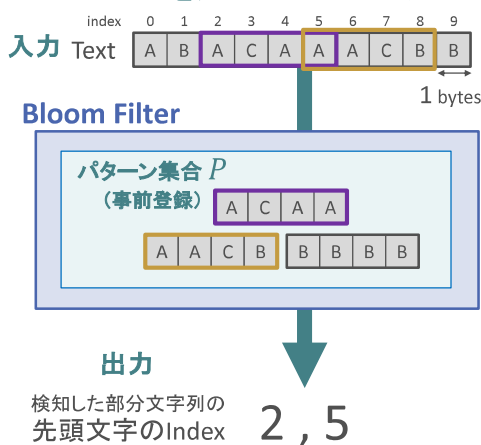 index 0 1 2 3 4 5 6 7 8 9
入力 Text A B A C A A A C B B
1 bytes
Bloom Filter
パターン集合 P
(事前登録)
A C A A
A A C B B B B B
出力
検知した部分文字列の
先頭文字のIndex 2 , 5